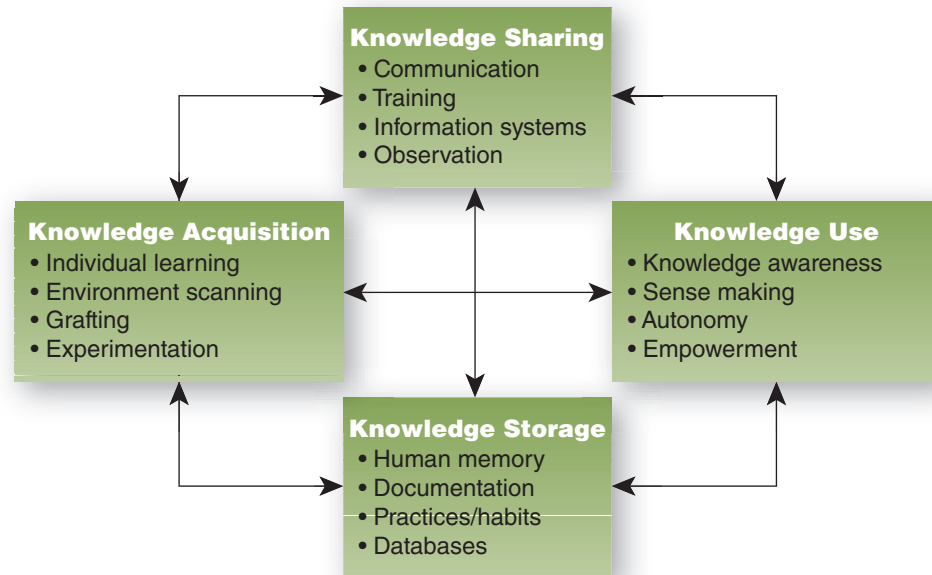 Knowledge Sharing
• Communication
• Training
• Information systems
• Observation
Knowledge Acquisition
• Individual learning
• Environment scanning
• Grafting
• Experimentation
Knowledge Use
• Knowledge awareness
• Sense making
• Autonomy
• Empowerment
Knowledge Storage
• Human memory
• Documentation
• Practices/habits
• Databases